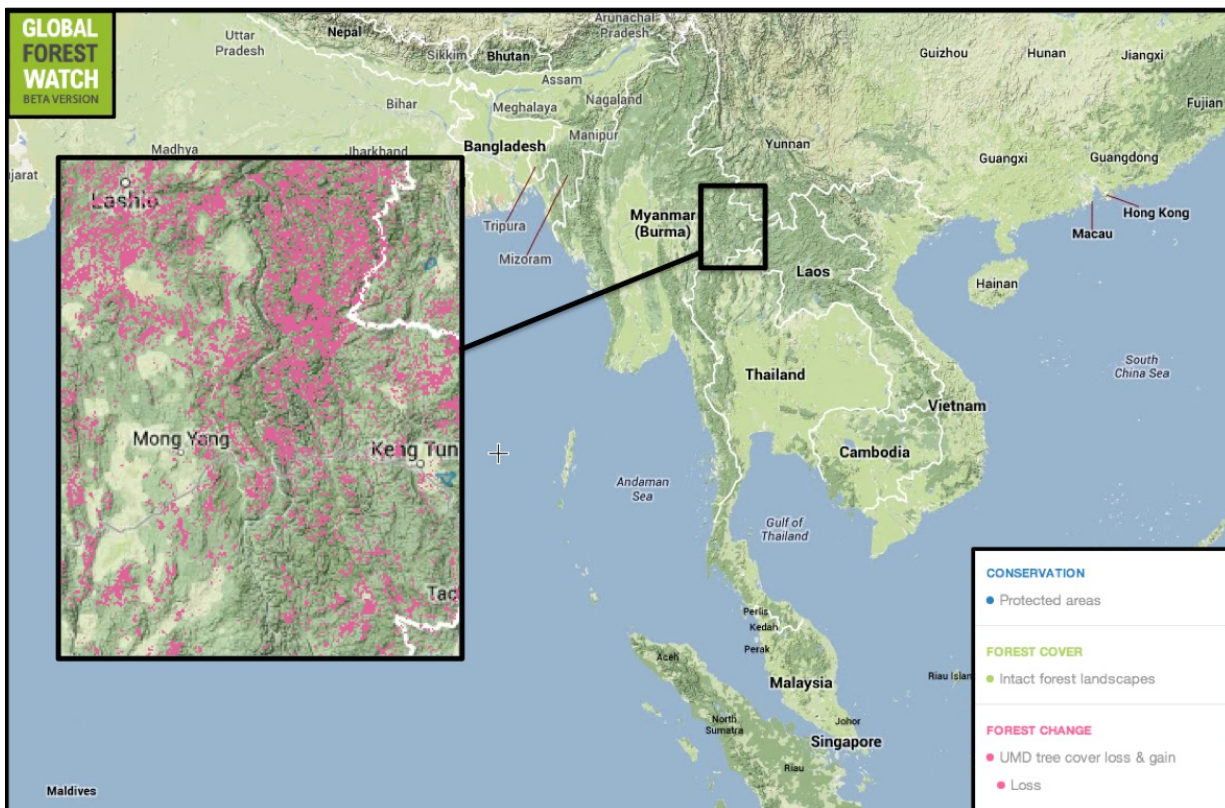 GLOBAL
FOREST
WATCH
BETA VERSION
Uttar
Pradesh
Nepal
Sikkim
Bhutan
Arunachal
Pradesh
Assam
Bihar
Meghalaya
Nagaland
Manipur
Bangladesh
Madhya
Jharkhand
Guizhou
Hunan
Jiangxi
Fujian
Yunnan
Guangxi
Guangdong
Hong Kong
Macau
Hainan
Tripura
Mizoram
Myanmar
(Burma)
Laos
Thailand
Vietnam
Cambodia
South
China Sea
Andaman
Sea
Gulf of
Thailand
Lashio
Mong Yang
Keng Tun
Tac
Perlis
Kedah
Perak
Aceh
Malaysia
North
Sumatra
Johor
Singapore
Riau
Riau Islan
Maldives
CONSERVATION
Protected areas
FOREST COVER
Intact forest landscapes
FOREST CHANGE
UMD tree cover loss & gain
Loss